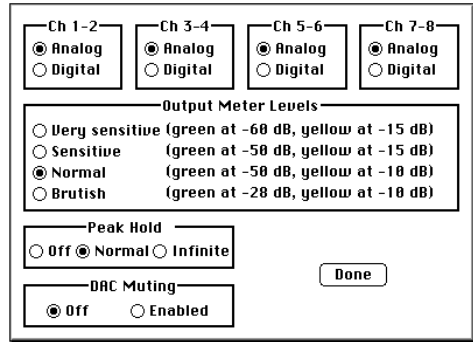 Ch 1-2 Ch 3-4 Ch 5-6 Ch 7-8
Analog Analog Analog Analog
Digital Digital Digital Digital
Output Meter Levels
Very sensitive (green at -60 dB, yellow at -15 dB)
Sensitive (green at -50 dB, yellow at -15 dB)
Normal (green at -50 dB, yellow at -10 dB)
Brutish (green at -28 dB, yellow at -10 dB)
Peak Hold
Off Normal Infinite
Done
DAC Muting
Off Enabled